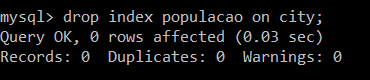 mysql> drop index populacao on city;
Query OK, 0 rows affected (0.03 sec)
Records: 0  Duplicates: 0  Warnings: 0